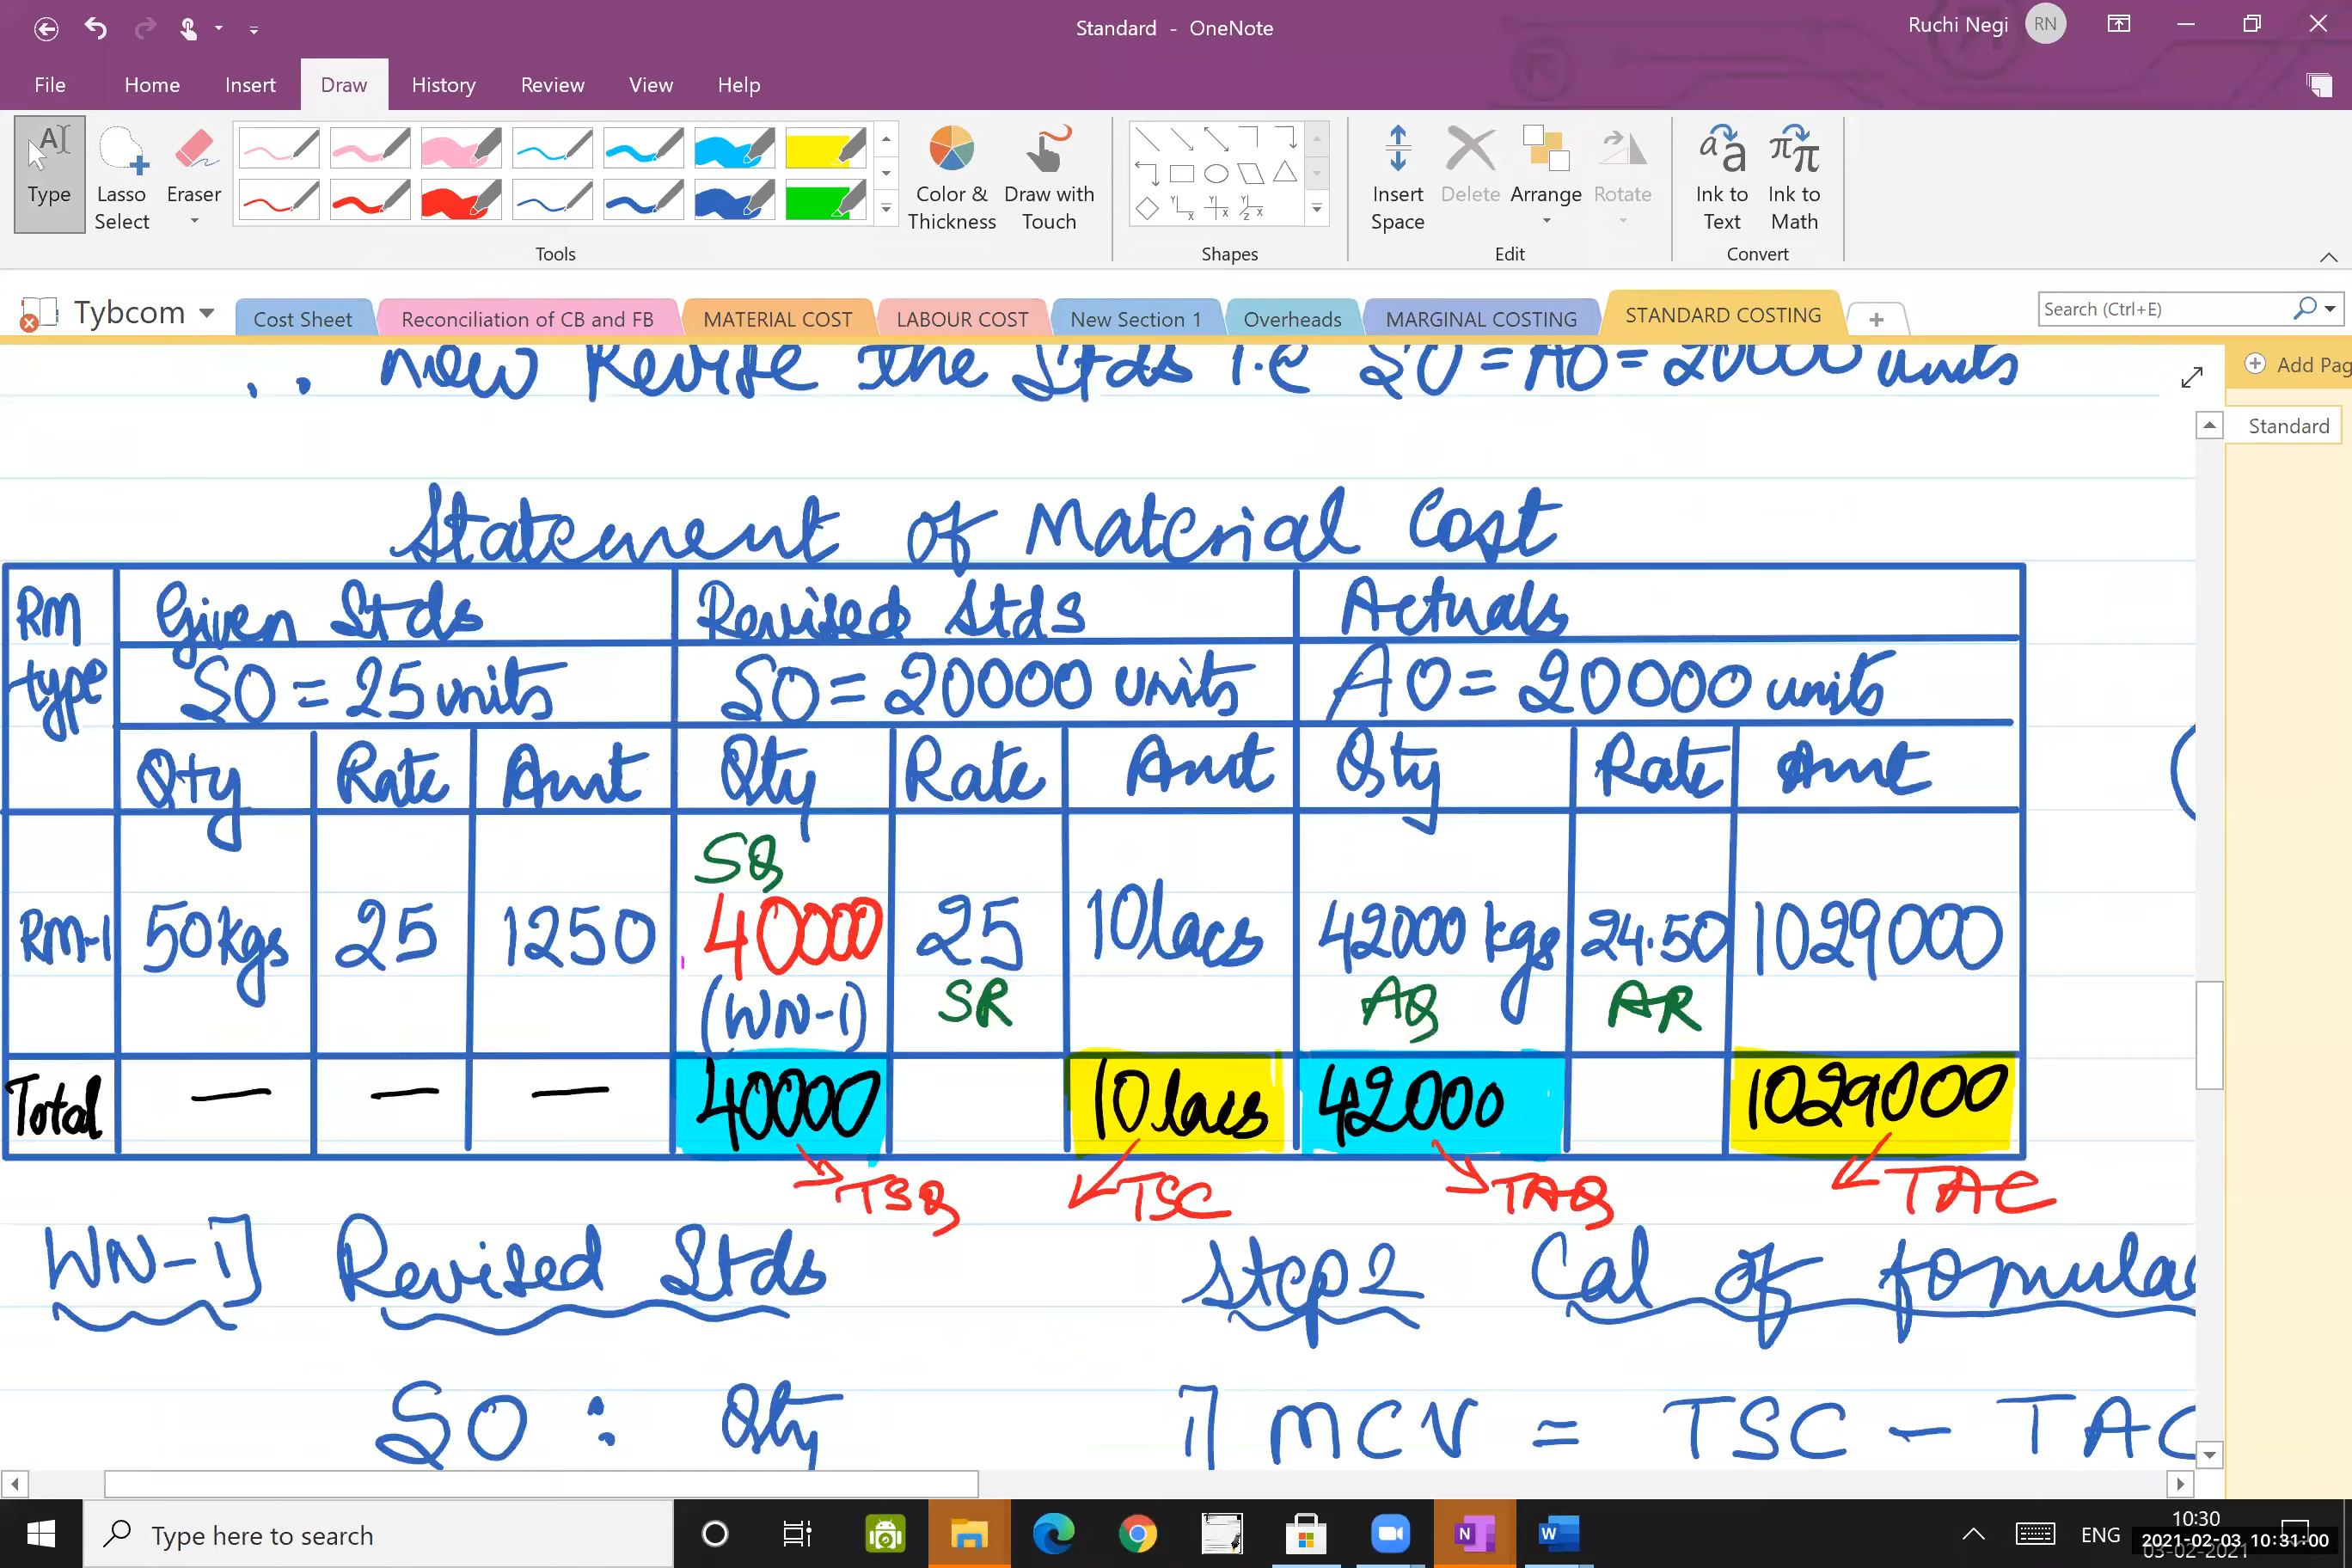 Standard - OneNote
Ruchi Negi RN
File Home Insert Draw History Review View Help
Type
Lasso Select
Eraser
Color & Thickness
Draw with Touch
Insert Space
Delete
Arrange
Rotate
Ink to Text
Ink to Math
Tools Shapes Edit Convert
Tybcom Cost Sheet Reconciliation of CB and FB MATERIAL COST LABOUR COST New Section 1 Overheads MARGINAL COSTING STANDARD COSTING Search (Ctrl+E)
Add Pag
Standard
∴ now Revise the Stds i.e SO = AO = 20000 units
Statement of Material Cost
RM type Given Stds Revised Stds Actuals
SO = 25 units SO = 20000 units AO = 20000 units
Qty Rate Amt Qty Rate Amt Qty Rate Amt
SQ
RM-1 50kgs 25 1250 40000 25 10lacs 42000 kgs 24.50 1029000
(WN-1) SR AQ AR
Total — — — 40000 10lacs 42000 1029000
TSQ TSC TAQ TAC
WN-1] Revised Stds Step 2 Cal of fomulae
SO : Qty 1] MCV = TSC - TAC
Type here to search
ENG
10:30
03-02-2021
2021-02-03 10:31:00